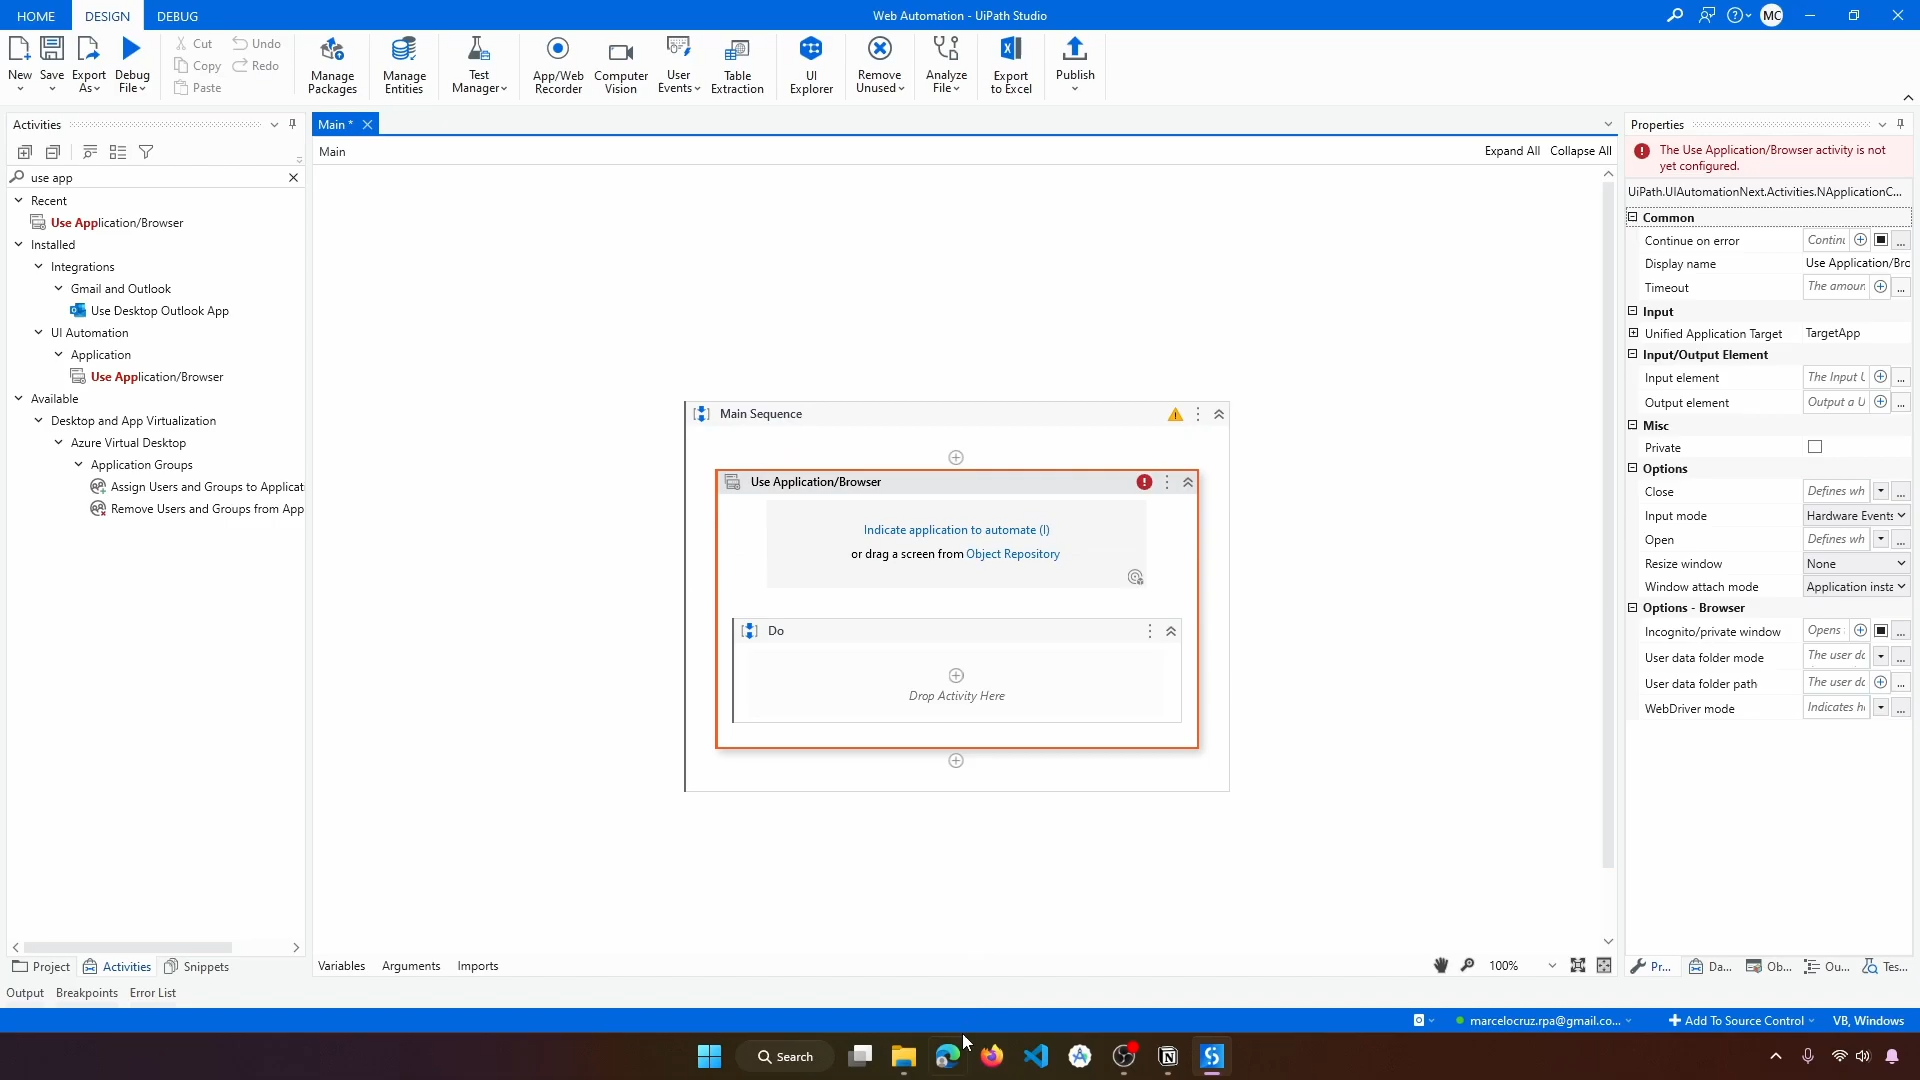 HOME
DESIGN
DEBUG
Web Automation - UiPath Studio
MC
New
Save
Export As
Debug File
Cut
Copy
Paste
Undo
Redo
Manage Packages
Manage Entities
Test Manager
App/Web Recorder
Computer Vision
User Events
Table Extraction
UI Explorer
Remove Unused
Analyze File
Export to Excel
Publish
Activities
use app
Recent
Use Application/Browser
Installed
Integrations
Gmail and Outlook
Use Desktop Outlook App
UI Automation
Application
Use Application/Browser
Available
Desktop and App Virtualization
Azure Virtual Desktop
Application Groups
Assign Users and Groups to Applicat
Remove Users and Groups from App
Project
Activities
Snippets
Main *
Main
Expand All
Collapse All
Main Sequence
Use Application/Browser
Indicate application to automate (I)
or drag a screen from Object Repository
Do
Drop Activity Here
Variables
Arguments
Imports
100%
Properties
The Use Application/Browser activity is not
yet configured.
UiPath.UIAutomationNext.Activities.NApplicationC...
Common
Continue on error
Continu
...
Display name
Use Application/Bro
Timeout
The amoun
...
Input
Unified Application Target
TargetApp
Input/Output Element
Input element
The Input U
...
Output element
Output a U
...
Misc
Private
Options
Close
Defines wh
...
Input mode
Hardware Events
Open
Defines wh
...
Resize window
None
Window attach mode
Application insta
Options - Browser
Incognito/private window
Opens
...
User data folder mode
The user da
...
User data folder path
The user da
...
WebDriver mode
Indicates h
...
Pr...
Da...
Ob...
Ou...
Tes...
Output
Breakpoints
Error List
marcelocruz.rpa@gmail.co...
Add To Source Control
VB, Windows
Search